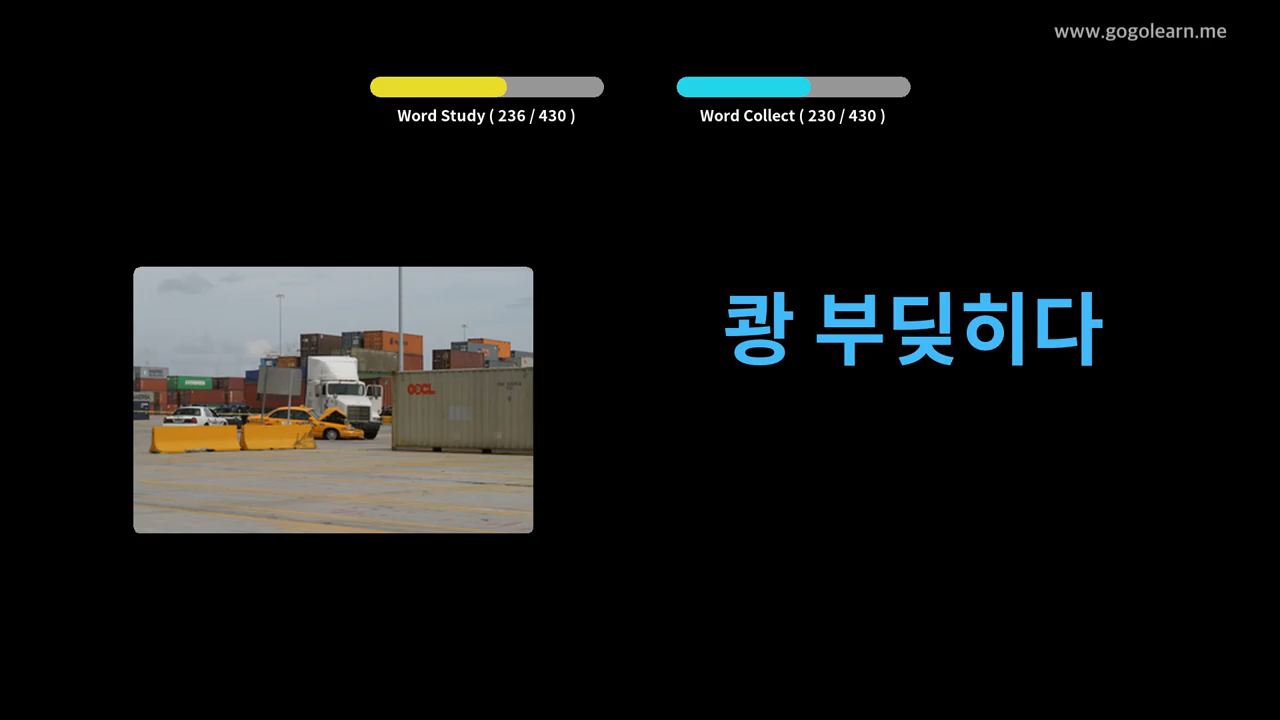 www.gogolearn.me
Word Study ( 236 / 430 )
Word Collect ( 230 / 430 )
쾅 부딪히다
OOCL